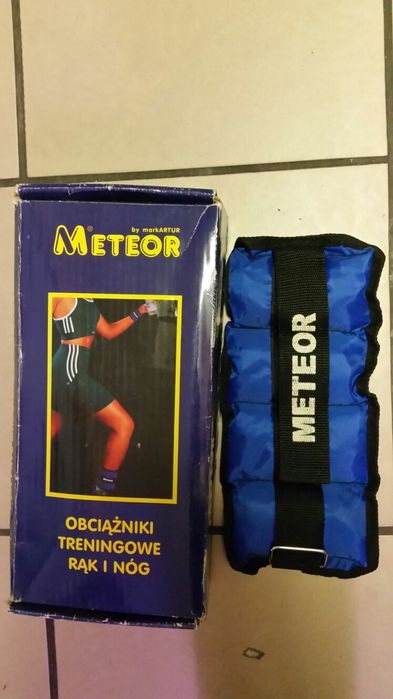 by markARTUR
METEOR®
OBCIĄŻNIKI
TRENINGOWE
RĄK I NÓG
METEOR